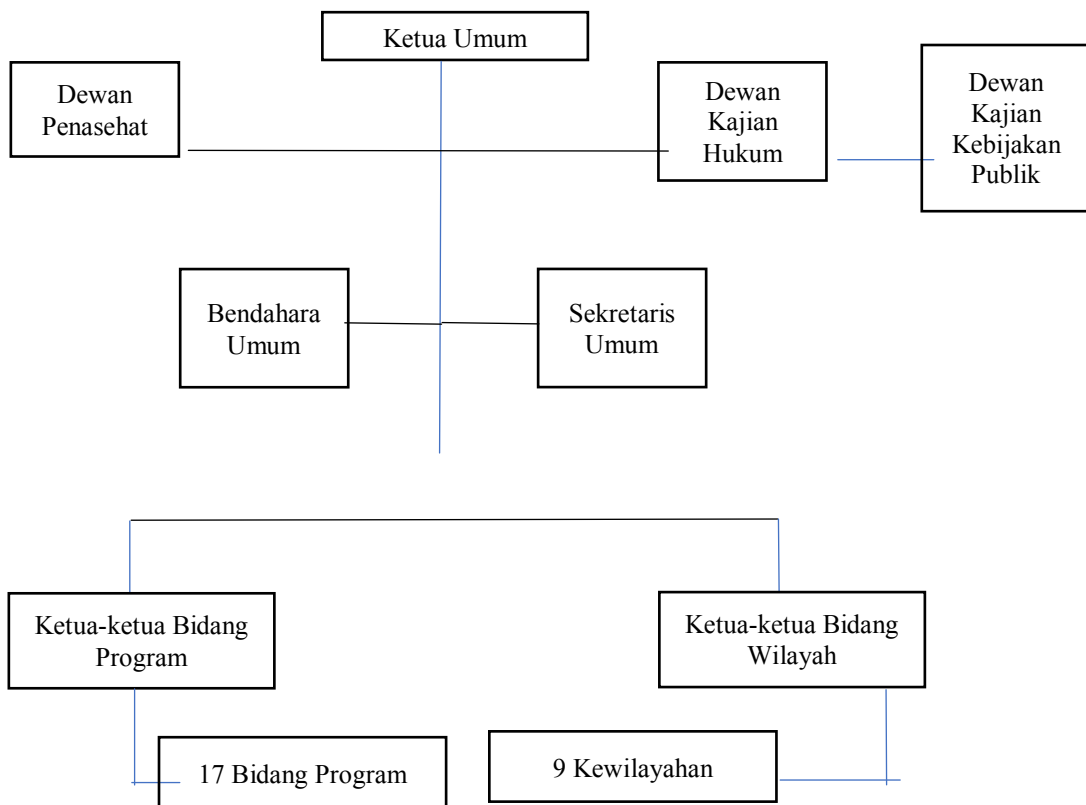 Ketua Umum
Dewan
Penasehat
Dewan
Kajian
Hukum
Dewan
Kajian
Kebijakan
Publik
Bendahara
Umum
Sekretaris
Umum
Ketua-ketua Bidang
Program
Ketua-ketua Bidang
Wilayah
17 Bidang Program
9 Kewilayahan